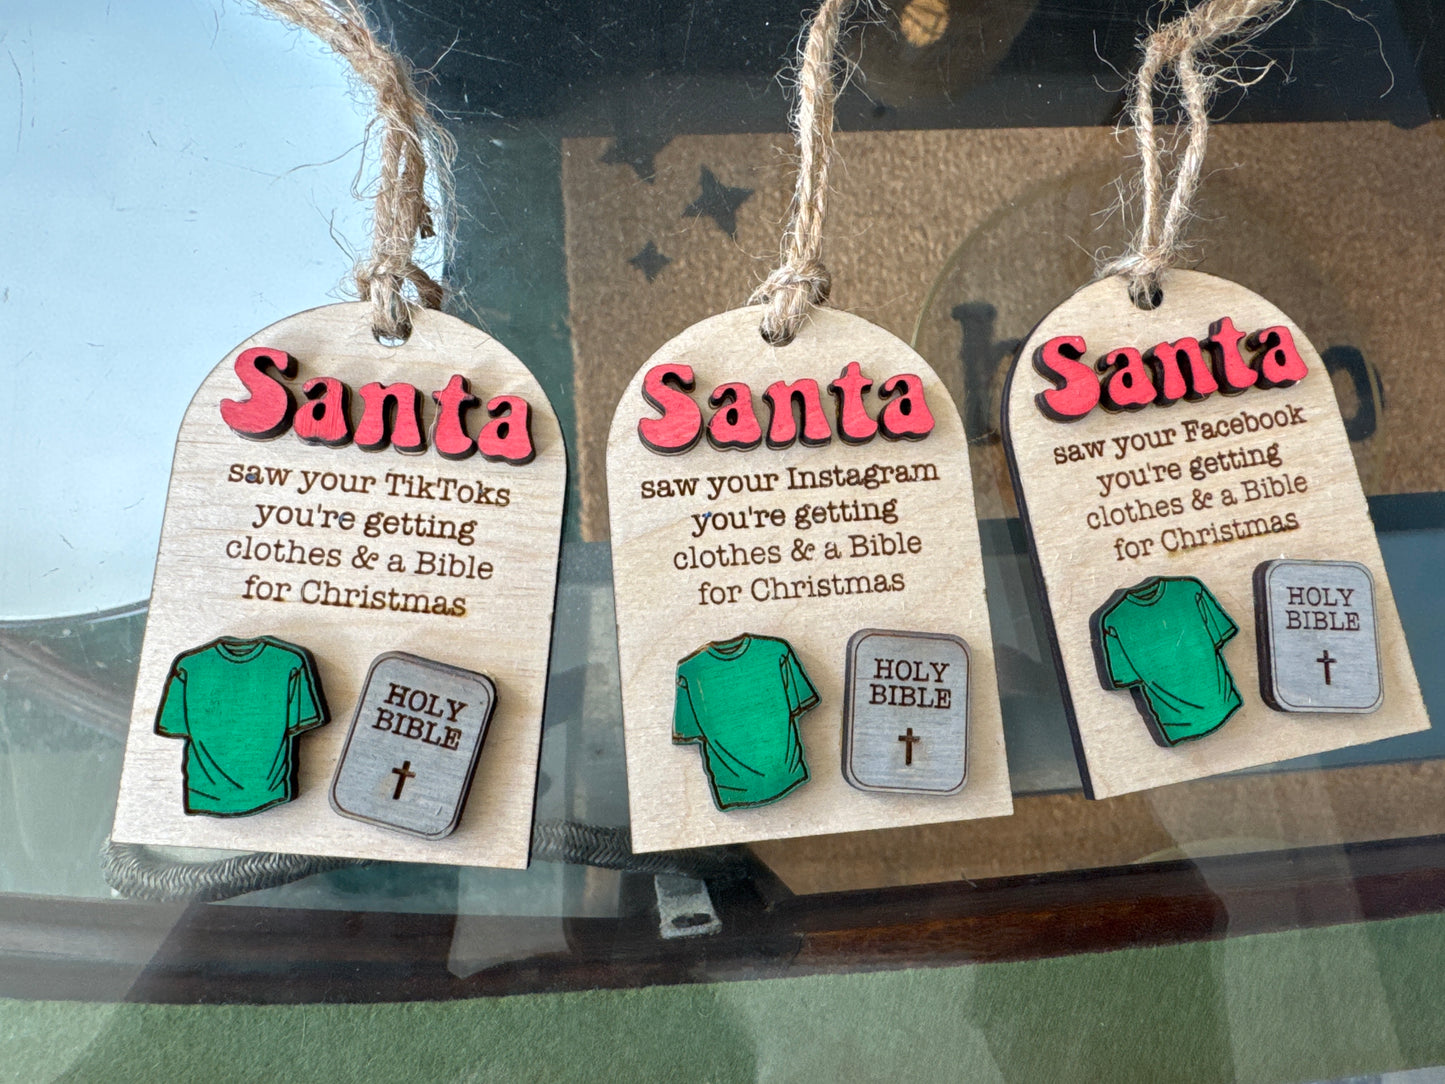 Santa
saw your TikToks
you're getting
clothes & a Bible
for Christmas
HOLY
BIBLE
Santa
saw your Instagram
you're getting
clothes & a Bible
for Christmas
HOLY
BIBLE
Santa
saw your Facebook
you're getting
clothes & a Bible
for Christmas
HOLY
BIBLE